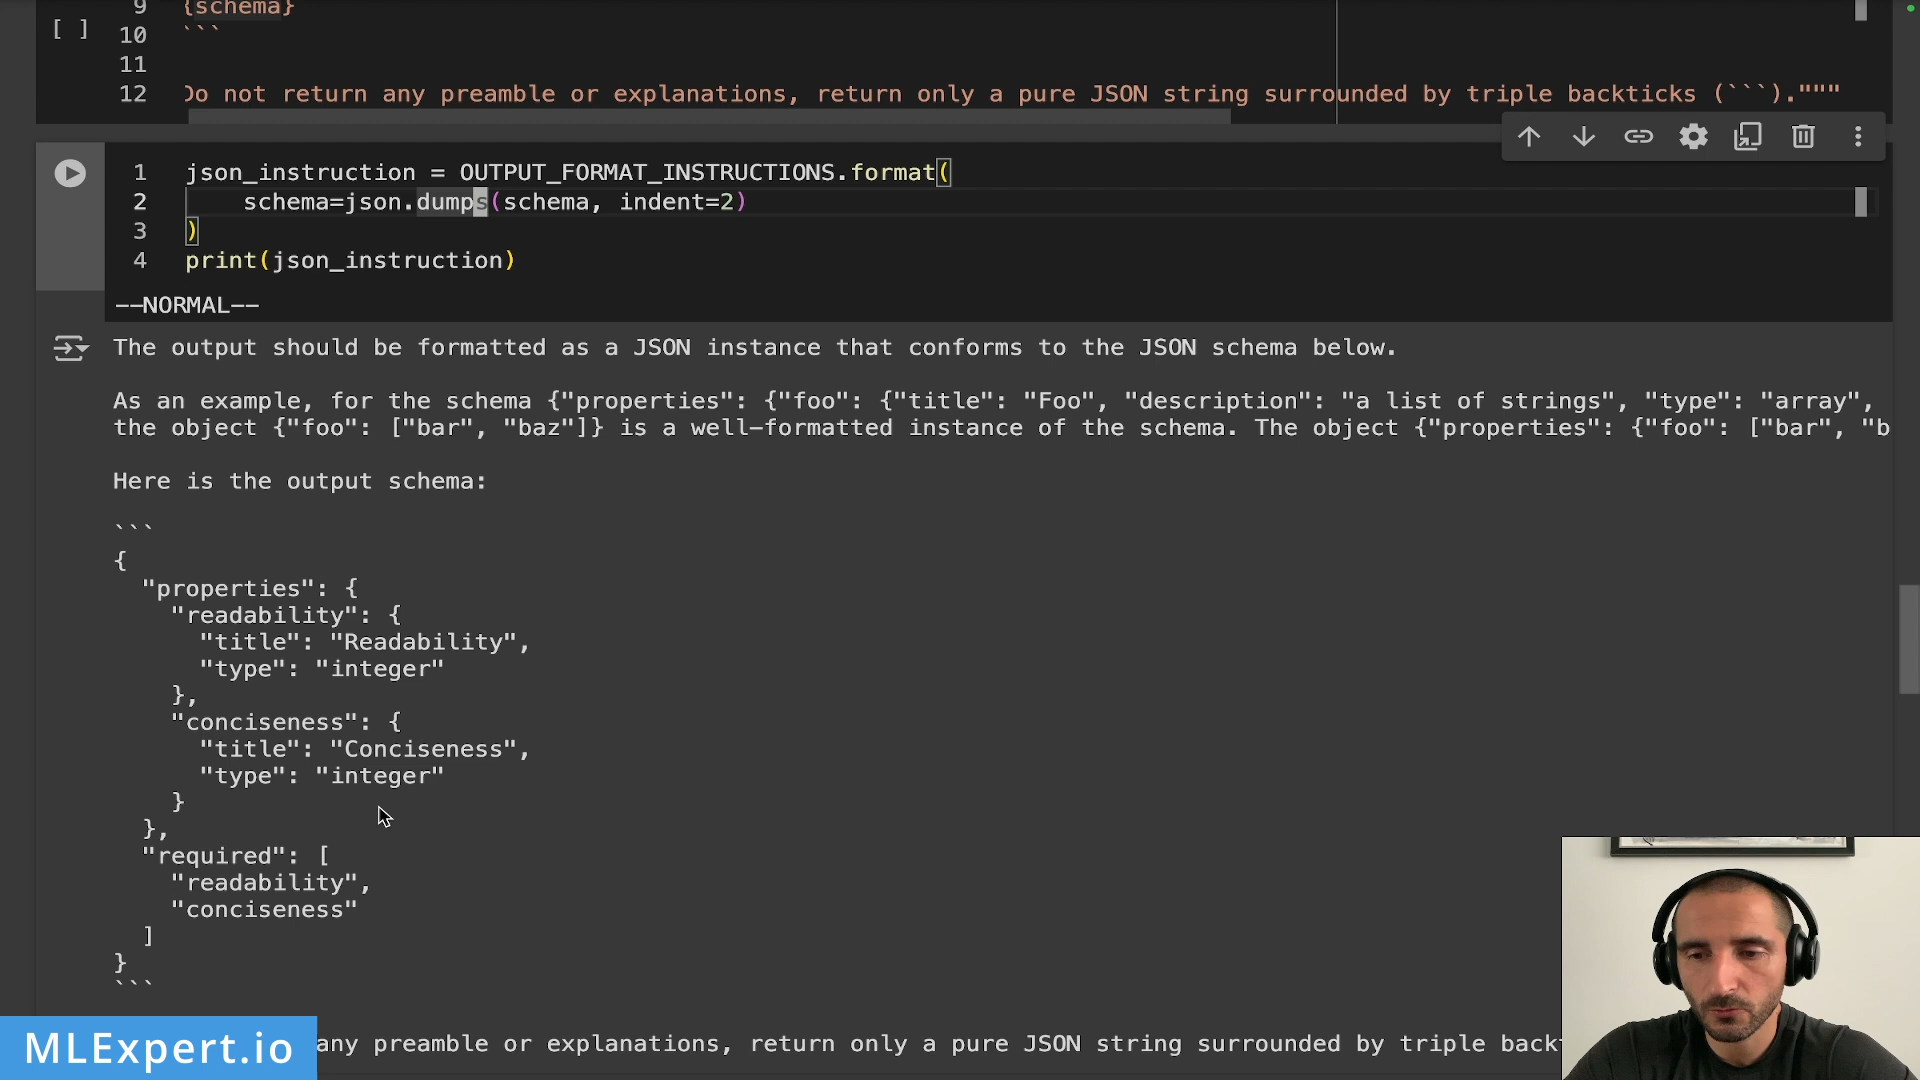 9 {schema}
[ ] 10 ```
11
12 Do not return any preamble or explanations, return only a pure JSON string surrounded by triple backticks (```)."""
1 json_instruction = OUTPUT_FORMAT_INSTRUCTIONS.format(
2     schema=json.dumps(schema, indent=2)
3 )
4 print(json_instruction)
--NORMAL--
The output should be formatted as a JSON instance that conforms to the JSON schema below.
As an example, for the schema {"properties": {"foo": {"title": "Foo", "description": "a list of strings", "type": "array",
the object {"foo": ["bar", "baz"]} is a well-formatted instance of the schema. The object {"properties": {"foo": ["bar", "b
Here is the output schema:
```
{
  "properties": {
    "readability": {
      "title": "Readability",
      "type": "integer"
    },
    "conciseness": {
      "title": "Conciseness",
      "type": "integer"
    }
  },
  "required": [
    "readability",
    "conciseness"
  ]
}
```
any preamble or explanations, return only a pure JSON string surrounded by triple back
MLExpert.io